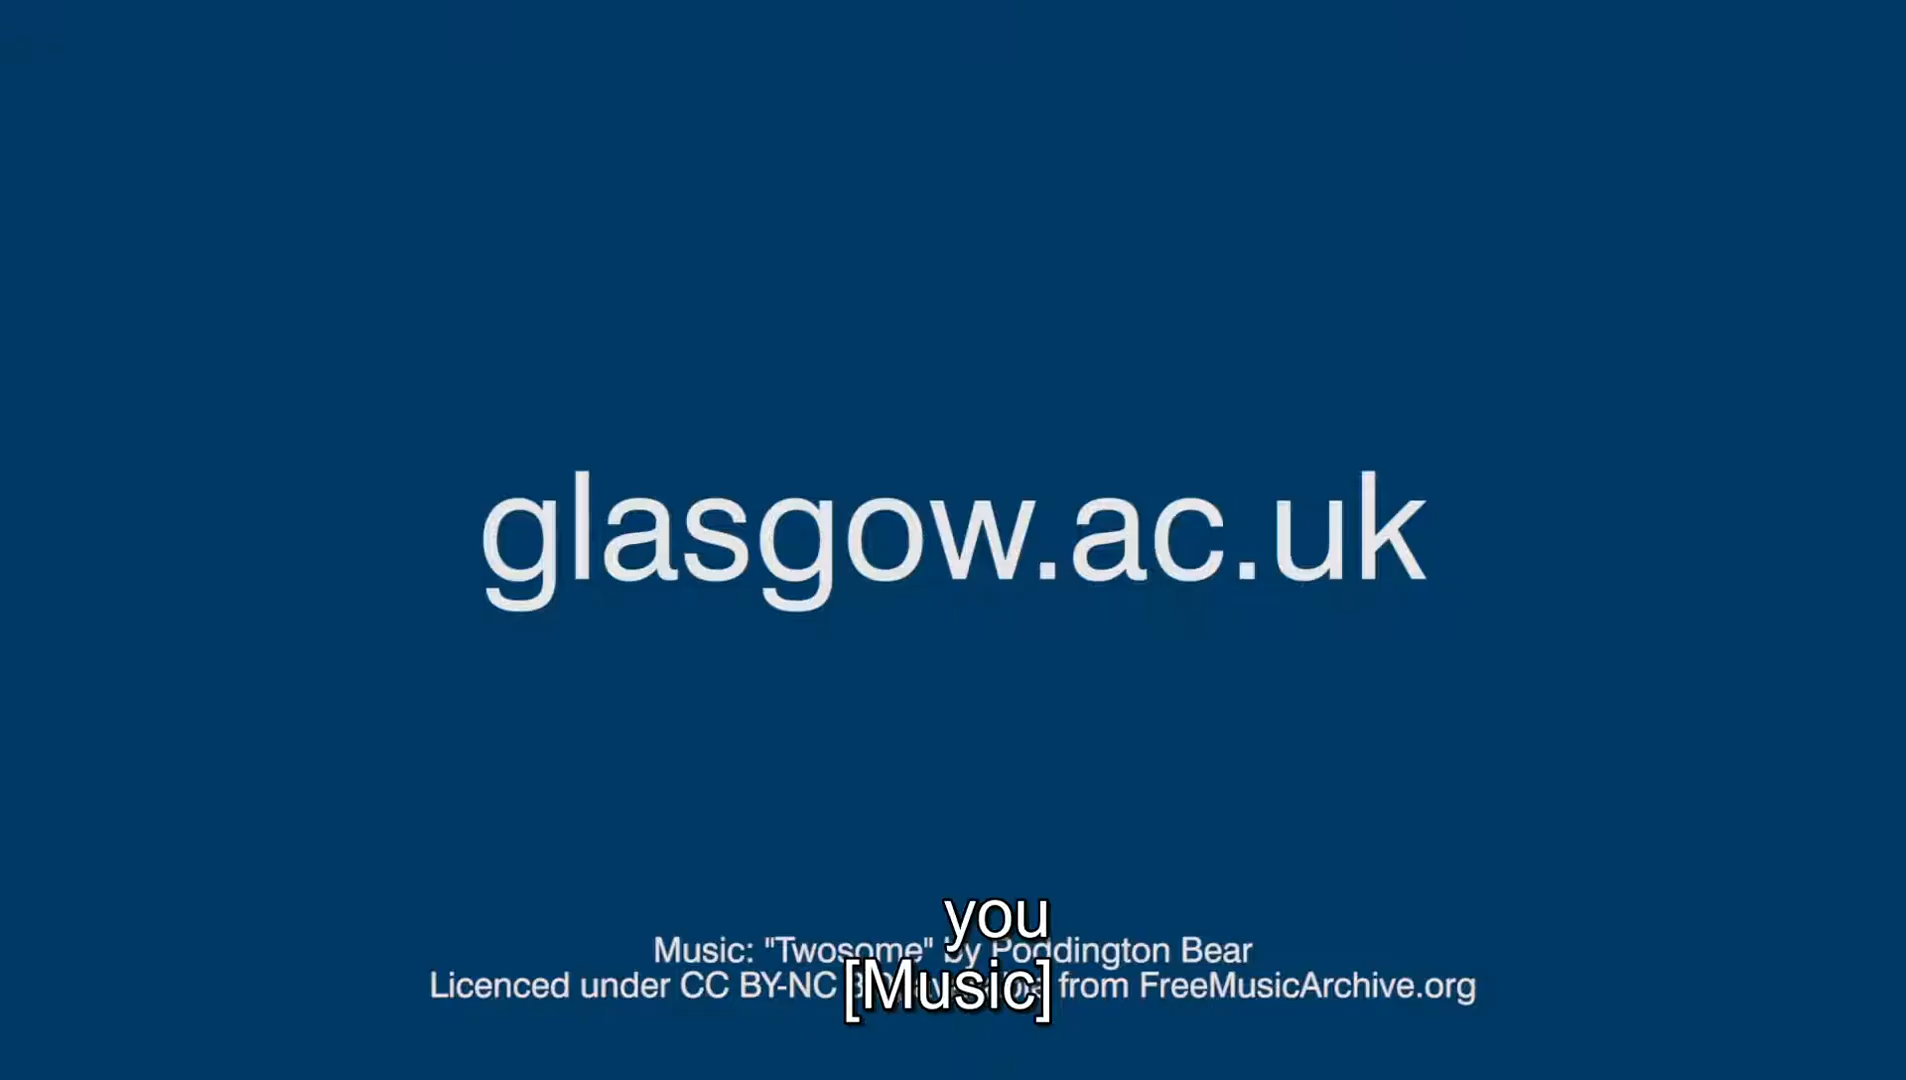 glasgow.ac.uk
you
Music: "Twosome" by Poddington Bear
[Music]
Licenced under CC BY-NC from FreeMusicArchive.org